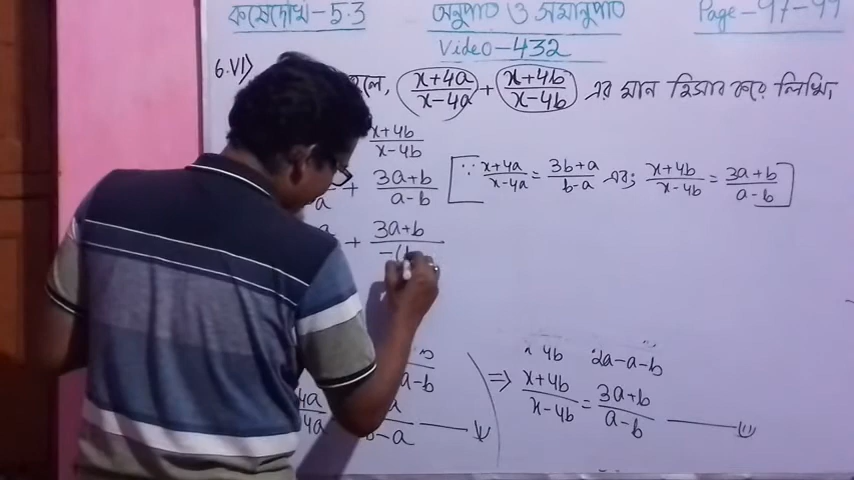 কষেদেখি-5.3 অনুপাত ও সমানুপাত Page-97-99
Video-432
6.VI) হলে, (x+4a)/(x-4a) + (x+4b)/(x-4b) এর মান হিসাব করে লিখি,
(x+4b)/(x-4b)
+ (3a+b)/(a-b) [∵ (x+4a)/(x-4a) = (3b+a)/(b-a) এবং (x+4b)/(x-4b) = (3a+b)/(a-b)]
+ (3a+b)/-(
4b 2a-a-b
a-b ⇒ (x+4b)/(x-4b) = (3a+b)/(a-b)
4a/4a b-a